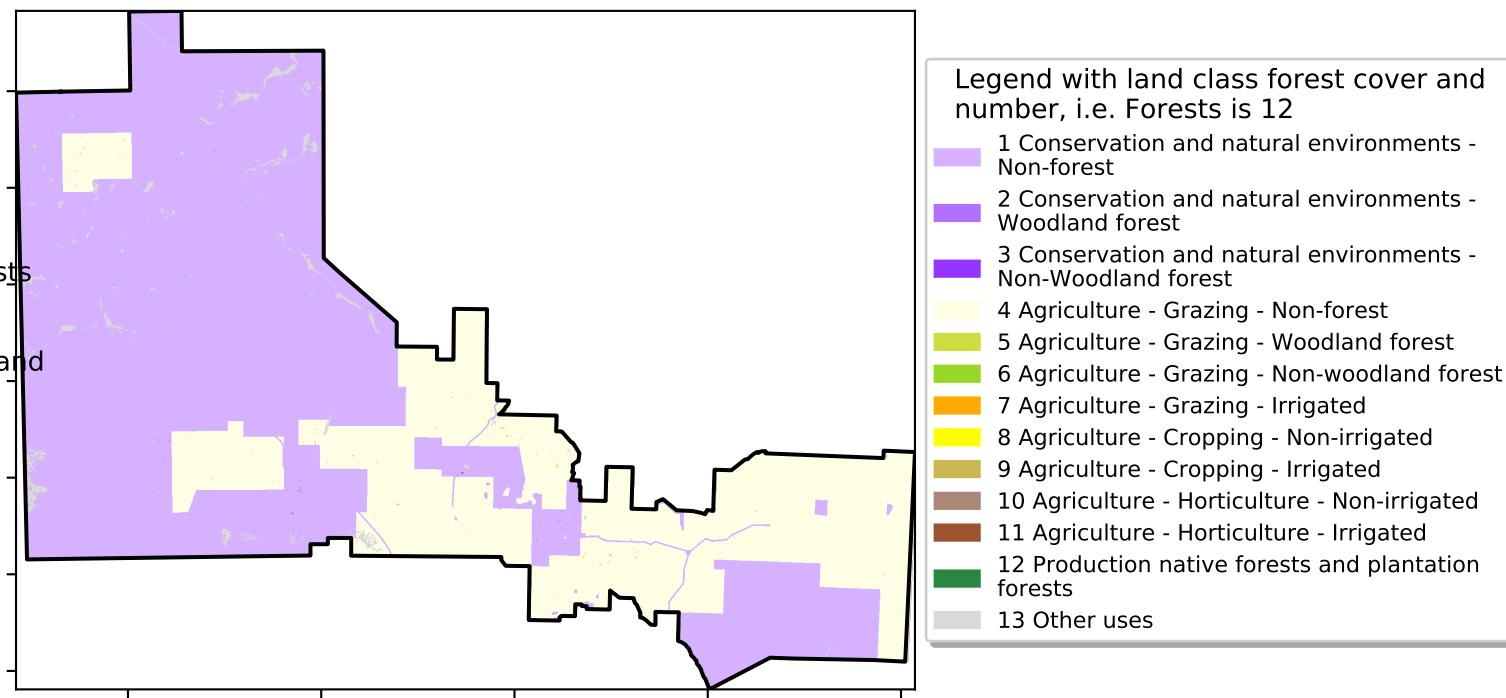 Legend with land class forest cover and
number, i.e. Forests is 12
1 Conservation and natural environments -
Non-forest
2 Conservation and natural environments -
Woodland forest
3 Conservation and natural environments -
Non-Woodland forest
4 Agriculture - Grazing - Non-forest
5 Agriculture - Grazing - Woodland forest
6 Agriculture - Grazing - Non-woodland forest
7 Agriculture - Grazing - Irrigated
8 Agriculture - Cropping - Non-irrigated
9 Agriculture - Cropping - Irrigated
10 Agriculture - Horticulture - Non-irrigated
11 Agriculture - Horticulture - Irrigated
12 Production native forests and plantation
forests
13 Other uses